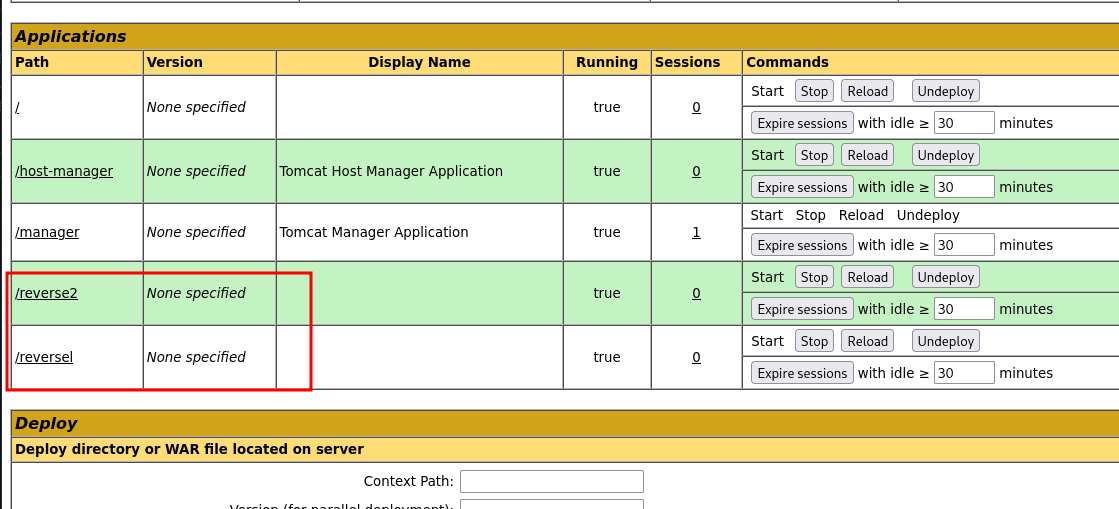 Applications
Path Version Display Name Running Sessions Commands
/ None specified true 0 Start Stop Reload Undeploy
Expire sessions with idle ≥ 30 minutes
/host-manager None specified Tomcat Host Manager Application true 0 Start Stop Reload Undeploy
Expire sessions with idle ≥ 30 minutes
/manager None specified Tomcat Manager Application true 1 Start Stop Reload Undeploy
Expire sessions with idle ≥ 30 minutes
/reverse2 None specified true 0 Start Stop Reload Undeploy
Expire sessions with idle ≥ 30 minutes
/reversel None specified true 0 Start Stop Reload Undeploy
Expire sessions with idle ≥ 30 minutes
Deploy
Deploy directory or WAR file located on server
Context Path:
Version (for parallel deployment):